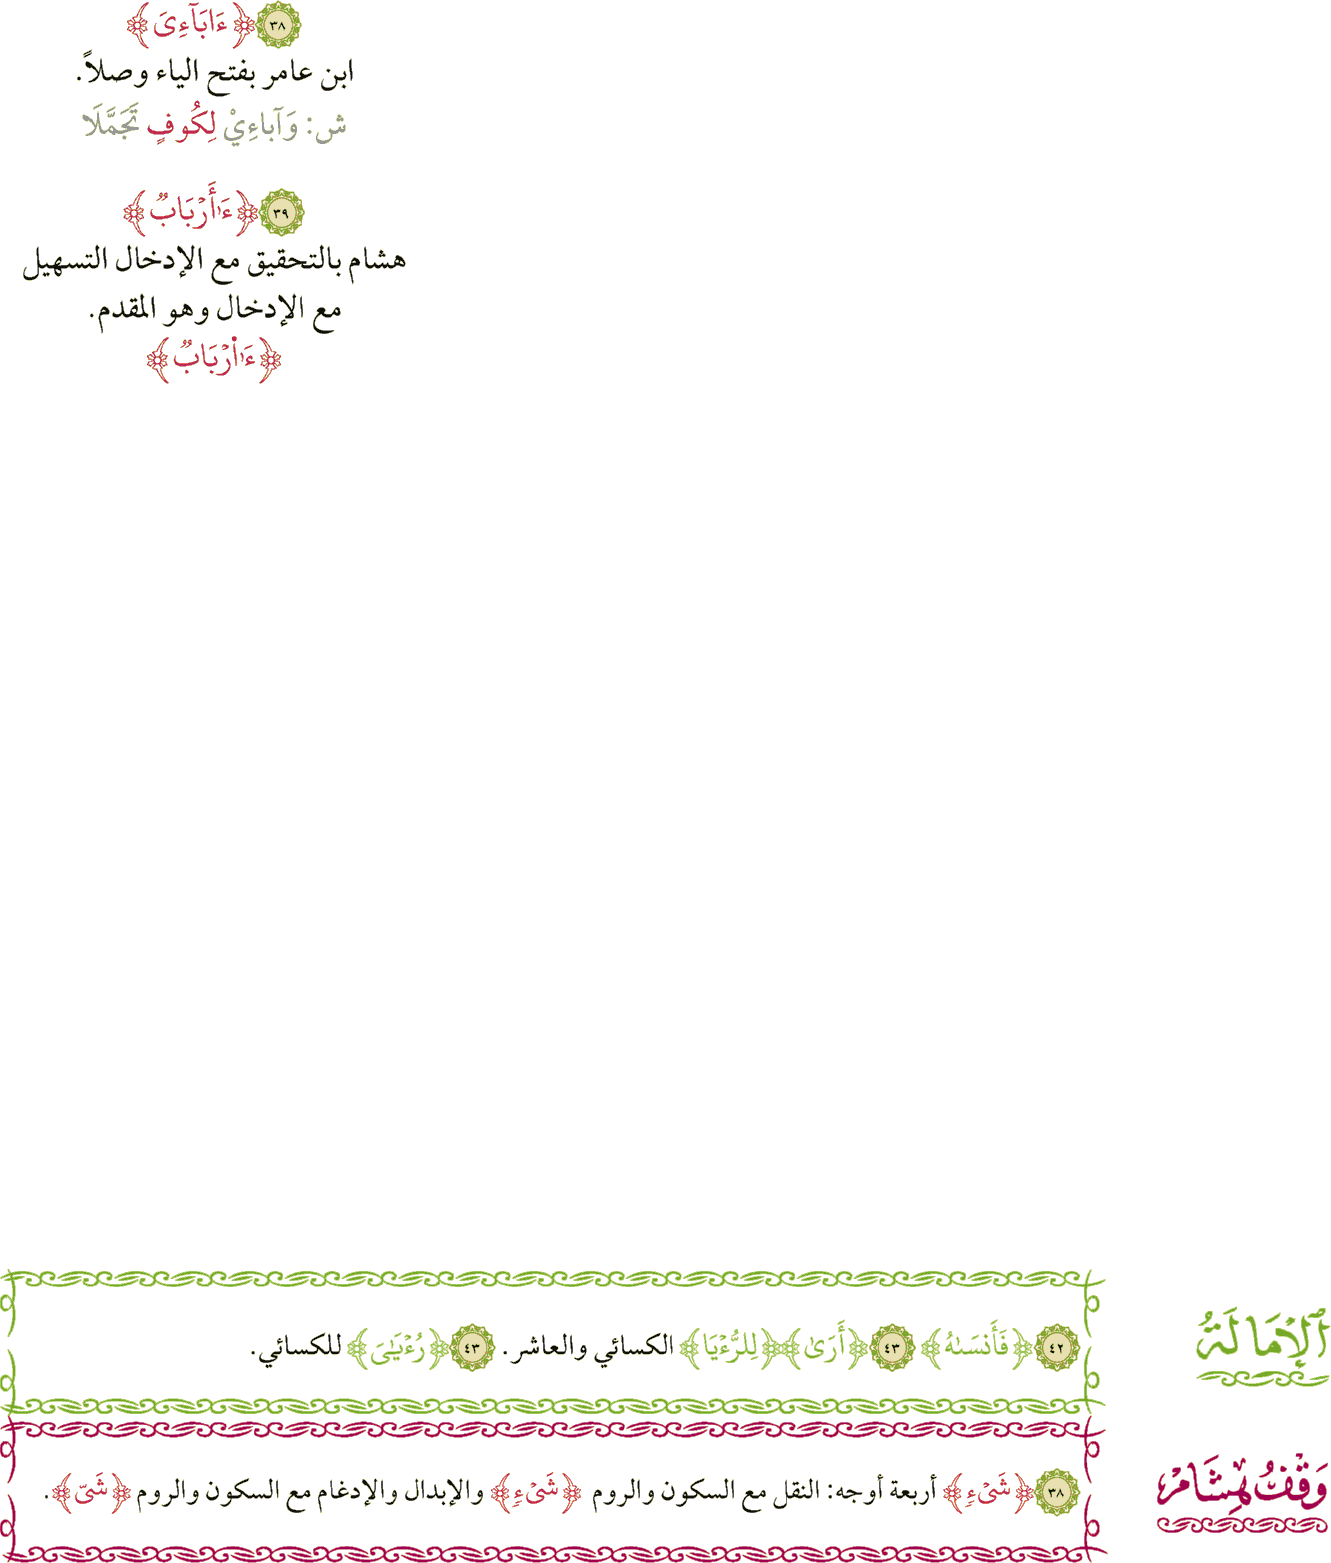 ٣٨ ﴿ءَابَآءِىَ﴾
ابن عامر بفتح الياء وصلاً.
ش: وَآباءِيْ لِكُوفٍ تَجَمَّلَا
٣٩ ﴿ءَا۬رْبَابٌ﴾
هشام بالتحقيق مع الإدخال التسهيل
مع الإدخال وهو المقدم.
﴿ءَا۬رْبَابٌ﴾
ٱلْإِمَالَةُ
٤٢ ﴿فَأَنسَىٰهُ﴾ ٤٣ ﴿أَرَىٰ﴾﴿لِلرُّءْيَا﴾ الكسائي والعاشر. ٤٣ ﴿رُءْيَـٰىَ﴾ للكسائي.
وَقْفُ هِشَامْ
٣٨ ﴿شَىْءٍ﴾ أربعة أوجه: النقل مع السكون والروم ﴿شَىْءٍ﴾ والإبدال والإدغام مع السكون والروم ﴿شَىّ﴾.